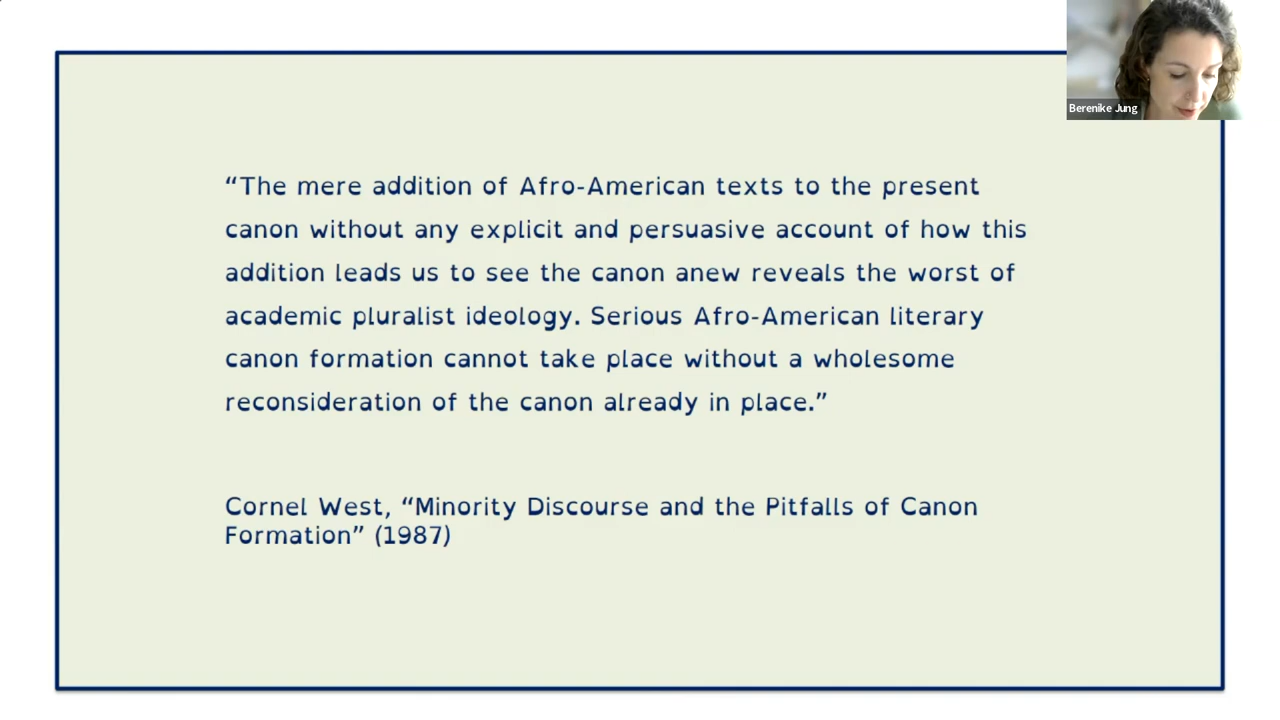 Berenike Jung
“The mere addition of Afro-American texts to the present
canon without any explicit and persuasive account of how this
addition leads us to see the canon anew reveals the worst of
academic pluralist ideology. Serious Afro-American literary
canon formation cannot take place without a wholesome
reconsideration of the canon already in place.”
Cornel West, “Minority Discourse and the Pitfalls of Canon
Formation” (1987)